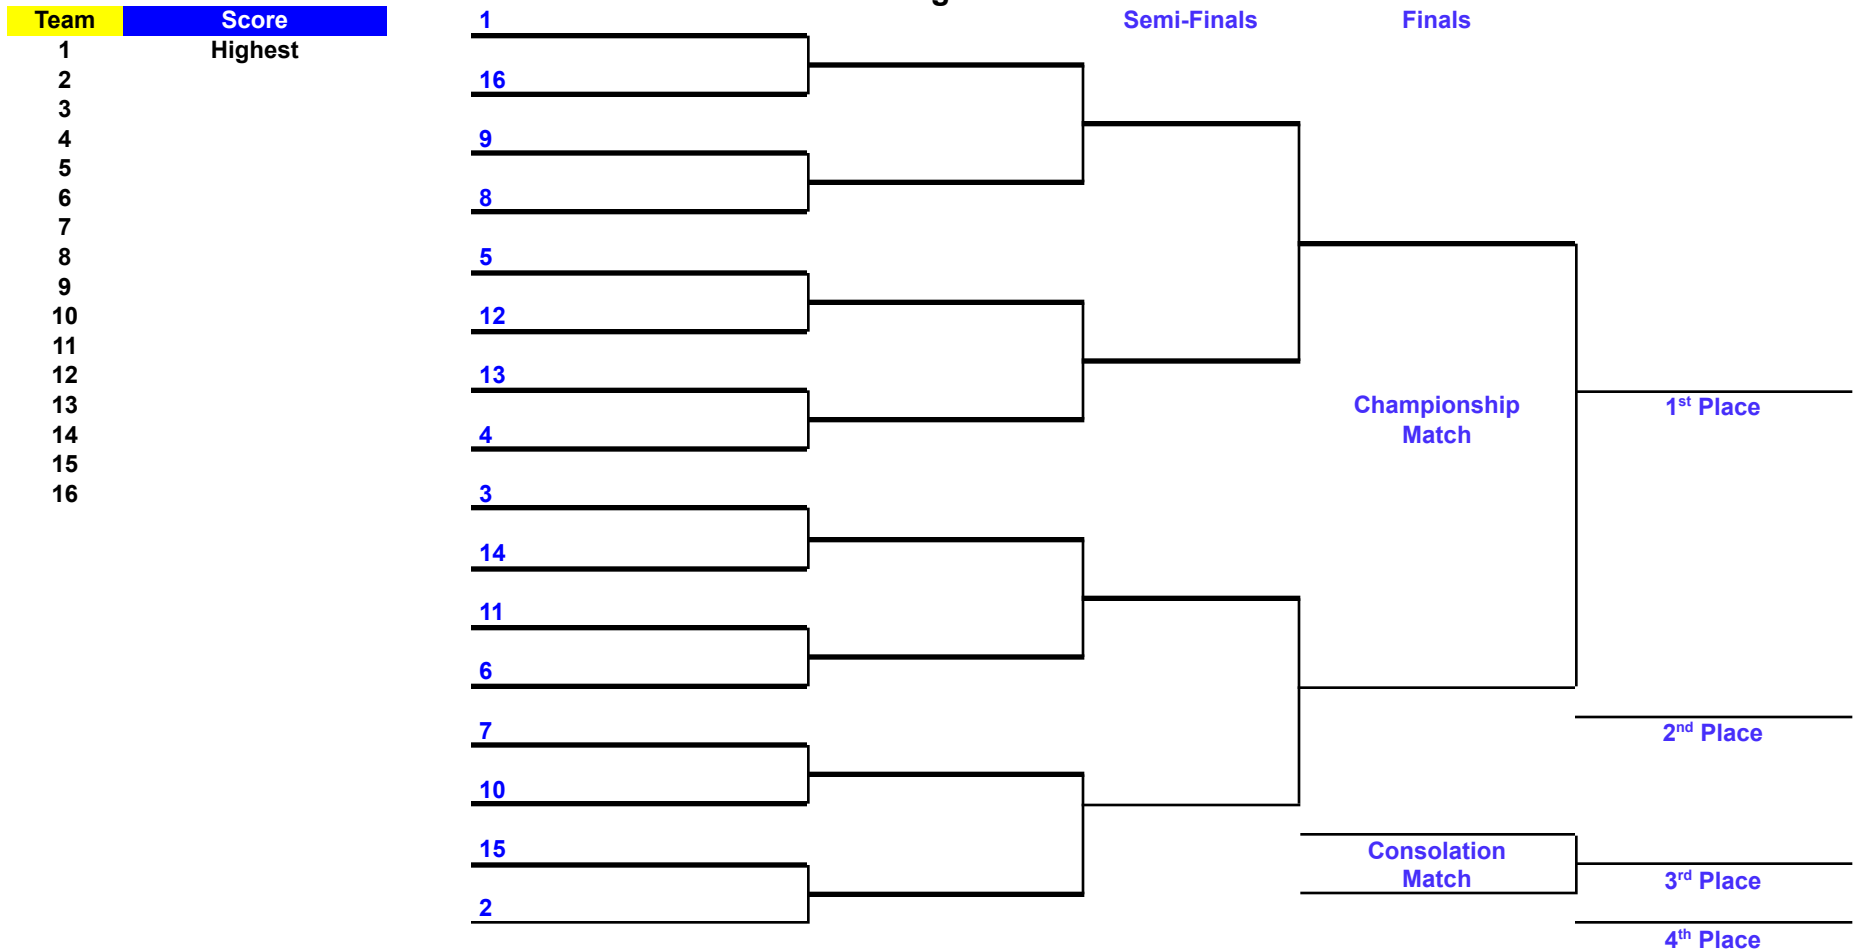 Team Score
1 Highest
2
3
4
5
6
7
8
9
10
11
12
13
14
15
16
1
16
9
8
5
12
13
4
3
14
11
6
7
10
15
2
Semi-Finals
Finals
Championship
Match
1st Place
2nd Place
Consolation
Match
3rd Place
4th Place